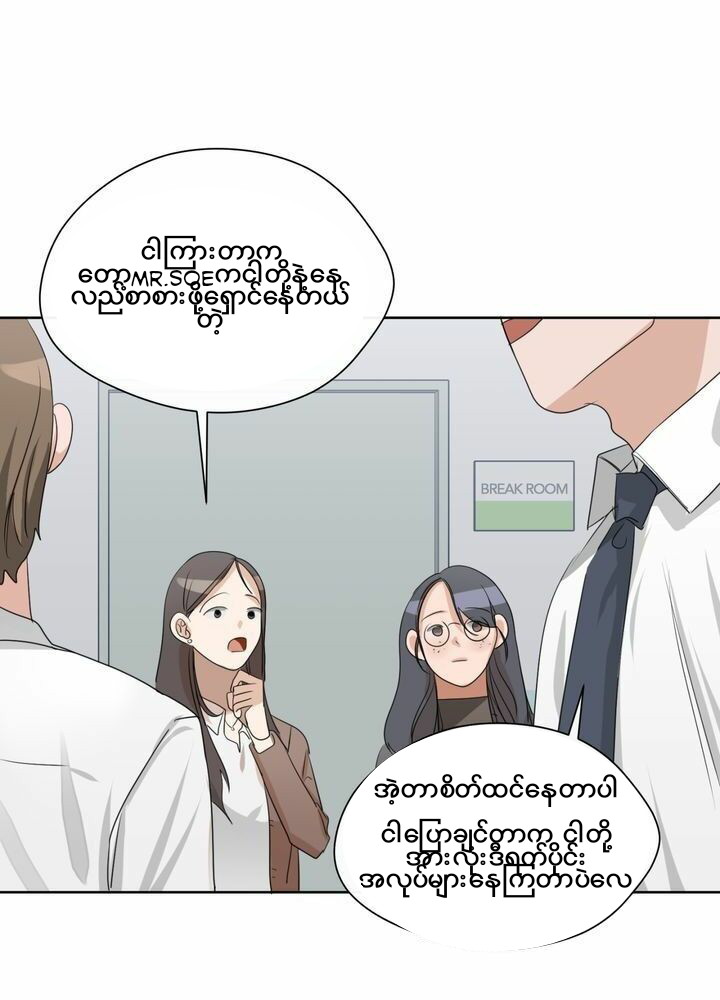 ငါကြားတာက
တော့MR.SOEကငါတို့နဲ့နေ့
လည်စာစားဖို့ရှောင်နေတယ်
တဲ့
BREAK ROOM
အဲ့တာစိတ်ထင်နေတာပါ
ငါပြောချင်တာက ငါတို့
အားလုံးဒီရက်ပိုင်း
အလုပ်များနေကြတာပဲလေ